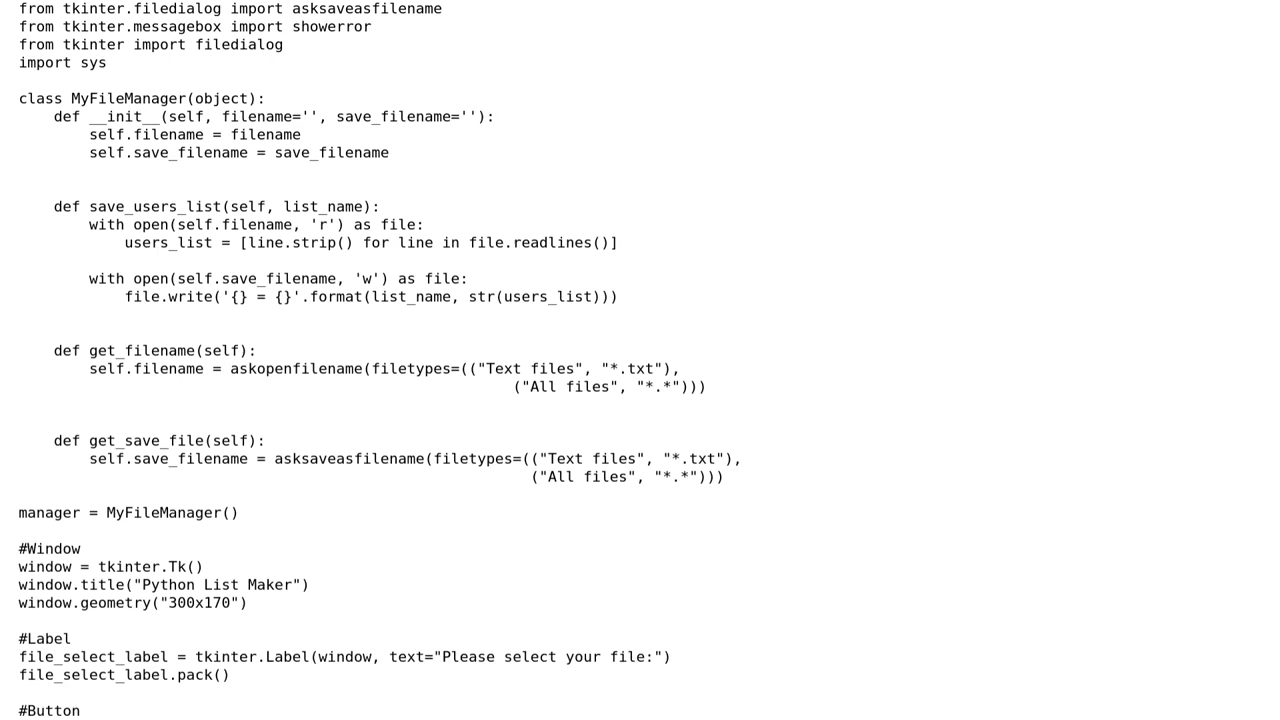 from tkinter.filedialog import asksaveasfilename
from tkinter.messagebox import showerror
from tkinter import filedialog
import sys

class MyFileManager(object):
    def __init__(self, filename='', save_filename=''):
        self.filename = filename
        self.save_filename = save_filename


    def save_users_list(self, list_name):
        with open(self.filename, 'r') as file:
            users_list = [line.strip() for line in file.readlines()]

        with open(self.save_filename, 'w') as file:
            file.write('{} = {}'.format(list_name, str(users_list)))


    def get_filename(self):
        self.filename = askopenfilename(filetypes=(("Text files", "*.txt"),
                                                        ("All files", "*.*")))


    def get_save_file(self):
        self.save_filename = asksaveasfilename(filetypes=(("Text files", "*.txt"),
                                                          ("All files", "*.*")))

manager = MyFileManager()

#Window
window = tkinter.Tk()
window.title("Python List Maker")
window.geometry("300x170")

#Label
file_select_label = tkinter.Label(window, text="Please select your file:")
file_select_label.pack()

#Button